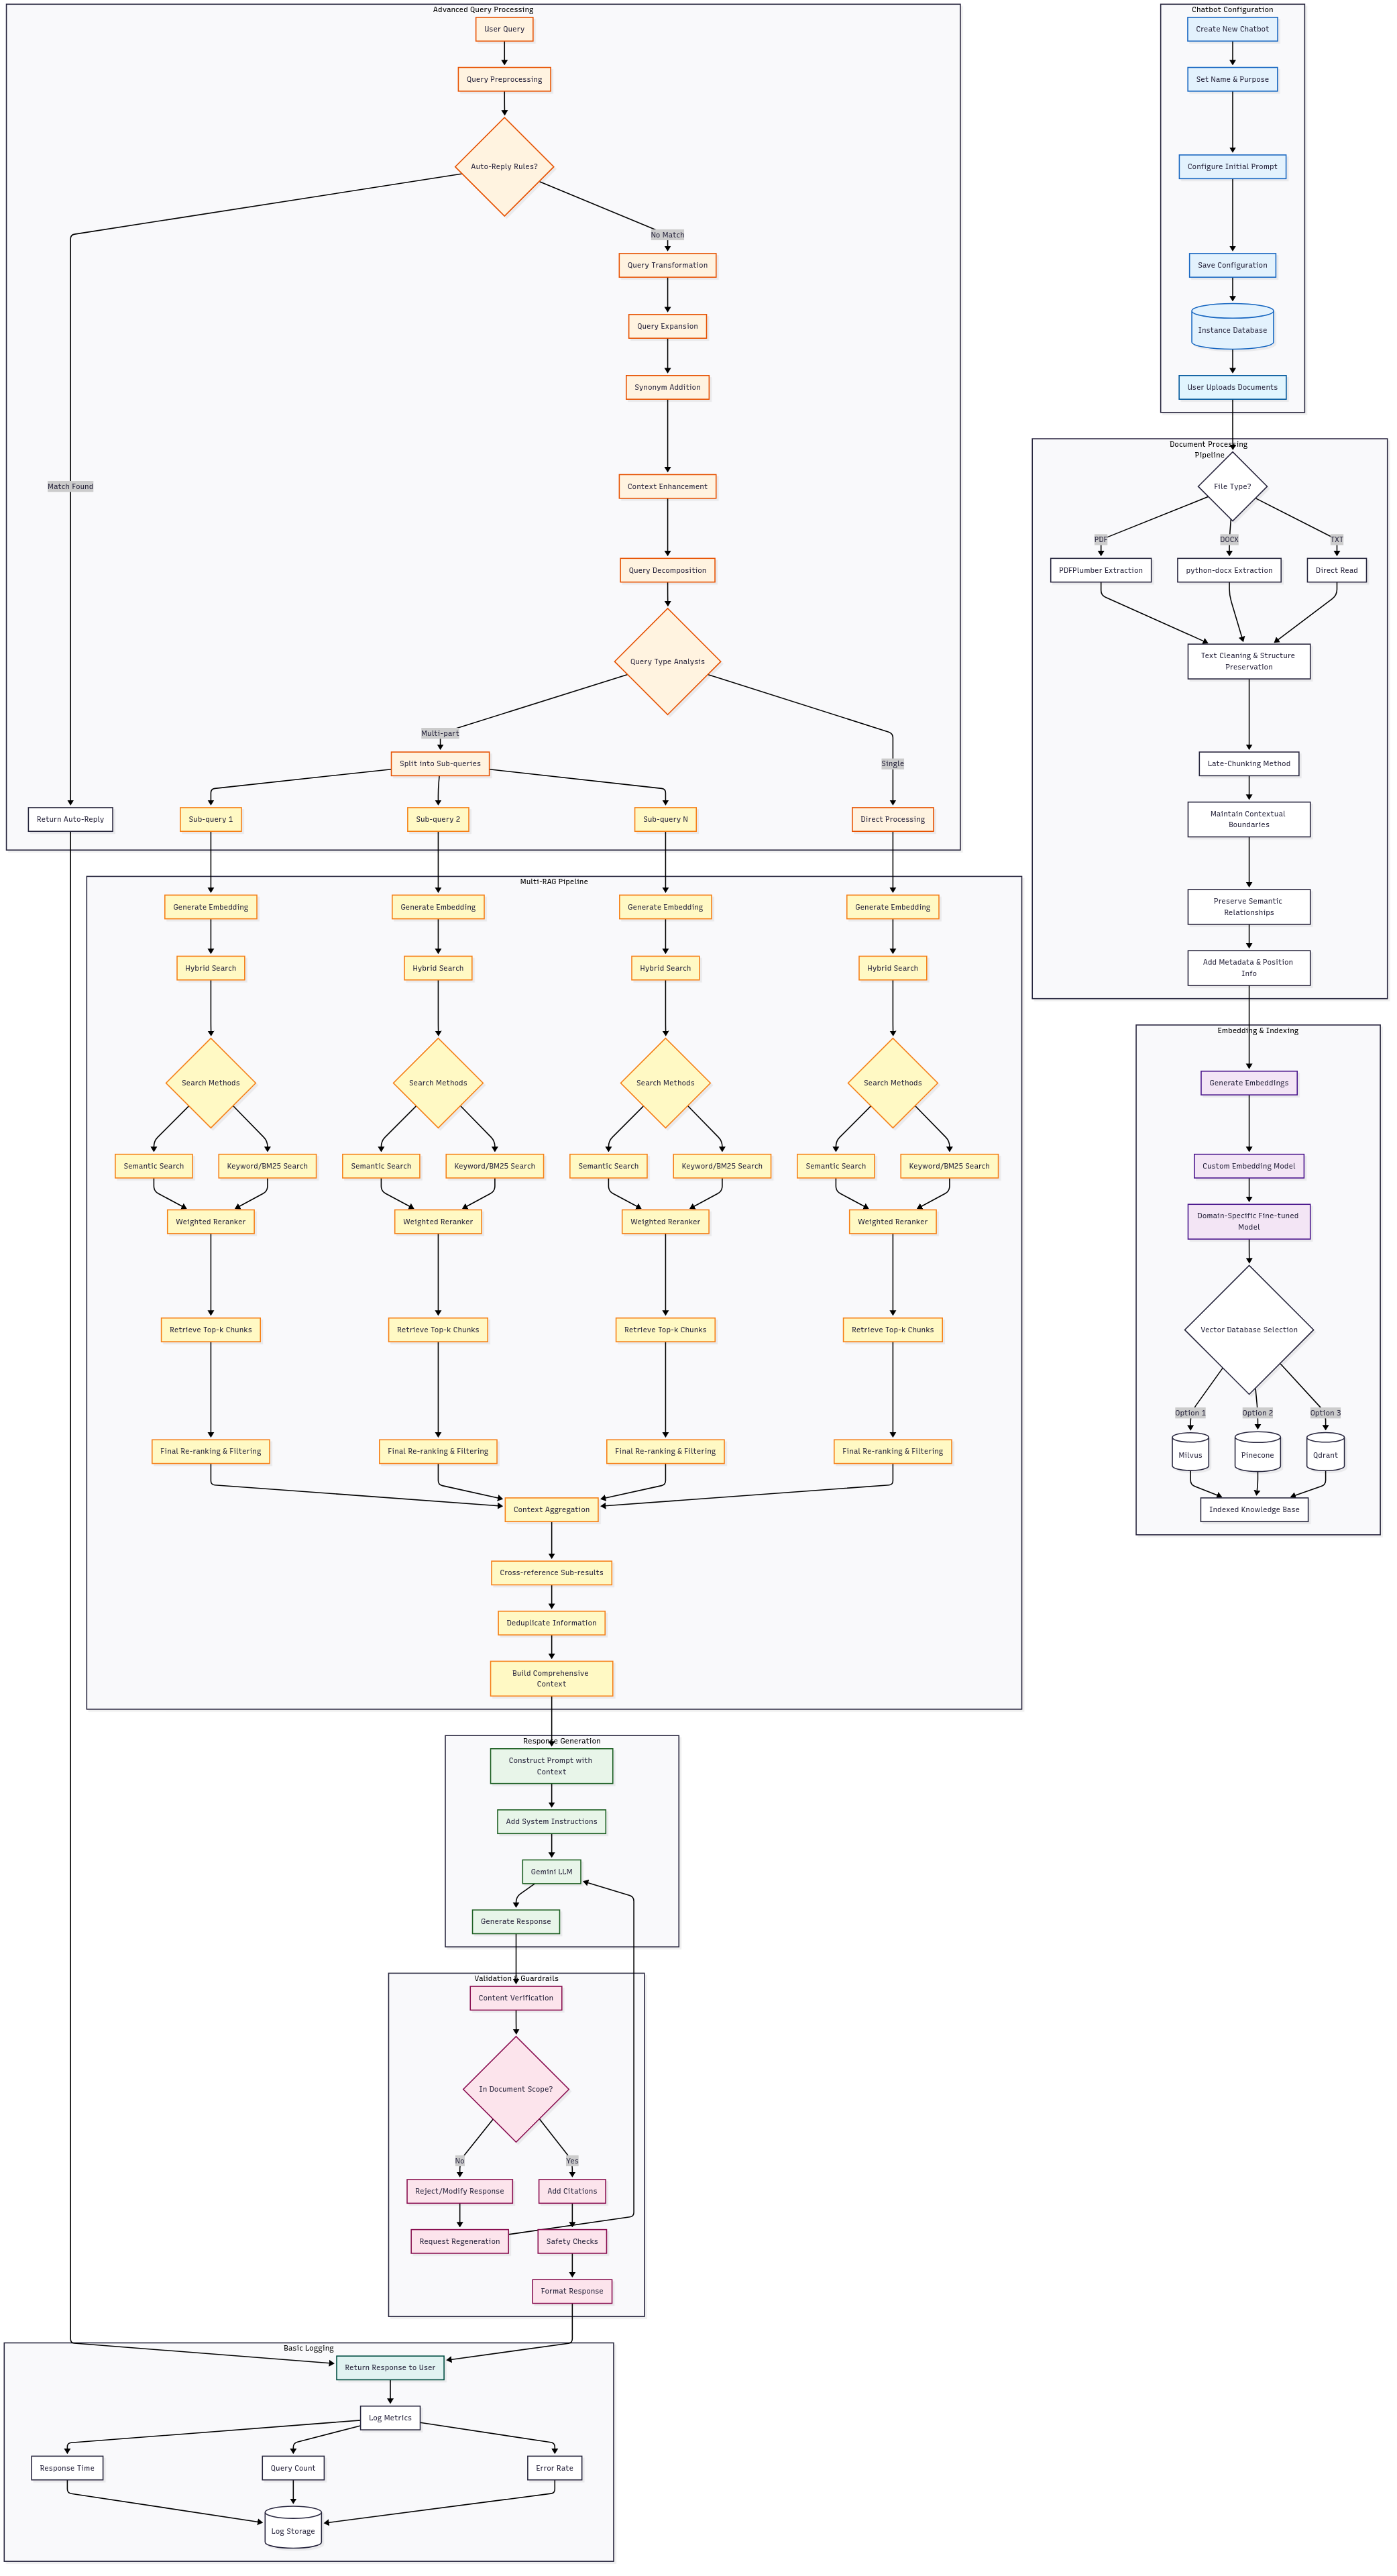 Advanced Query Processing
User Query
Query Preprocessing
Auto-Reply Rules?
No Match
Query Transformation
Query Expansion
Synonym Addition
Match Found
Context Enhancement
Query Decomposition
Query Type Analysis
Multi-part
Split into Sub-queries
Single
Return Auto-Reply
Sub-query 1
Sub-query 2
Sub-query N
Direct Processing
Chatbot Configuration
Create New Chatbot
Set Name & Purpose
Configure Initial Prompt
Save Configuration
Instance Database
User Uploads Documents
Document Processing
Pipeline
File Type?
PDF
DOCX
TXT
PDFPlumber Extraction
python-docx Extraction
Direct Read
Text Cleaning & Structure
Preservation
Late-Chunking Method
Maintain Contextual
Boundaries
Preserve Semantic
Relationships
Add Metadata & Position
Info
Embedding & Indexing
Generate Embeddings
Custom Embedding Model
Domain-Specific Fine-tuned
Model
Vector Database Selection
Option 1
Option 2
Option 3
Milvus
Pinecone
Qdrant
Indexed Knowledge Base
Multi-RAG Pipeline
Generate Embedding
Generate Embedding
Generate Embedding
Generate Embedding
Hybrid Search
Hybrid Search
Hybrid Search
Hybrid Search
Search Methods
Search Methods
Search Methods
Search Methods
Semantic Search
Keyword/BM25 Search
Semantic Search
Keyword/BM25 Search
Semantic Search
Keyword/BM25 Search
Semantic Search
Keyword/BM25 Search
Weighted Reranker
Weighted Reranker
Weighted Reranker
Weighted Reranker
Retrieve Top-k Chunks
Retrieve Top-k Chunks
Retrieve Top-k Chunks
Retrieve Top-k Chunks
Final Re-ranking & Filtering
Final Re-ranking & Filtering
Final Re-ranking & Filtering
Final Re-ranking & Filtering
Context Aggregation
Cross-reference Sub-results
Deduplicate Information
Build Comprehensive
Context
Response Generation
Construct Prompt with
Context
Add System Instructions
Gemini LLM
Generate Response
Validation & Guardrails
Content Verification
In Document Scope?
No
Yes
Reject/Modify Response
Add Citations
Request Regeneration
Safety Checks
Format Response
Basic Logging
Return Response to User
Log Metrics
Response Time
Query Count
Error Rate
Log Storage